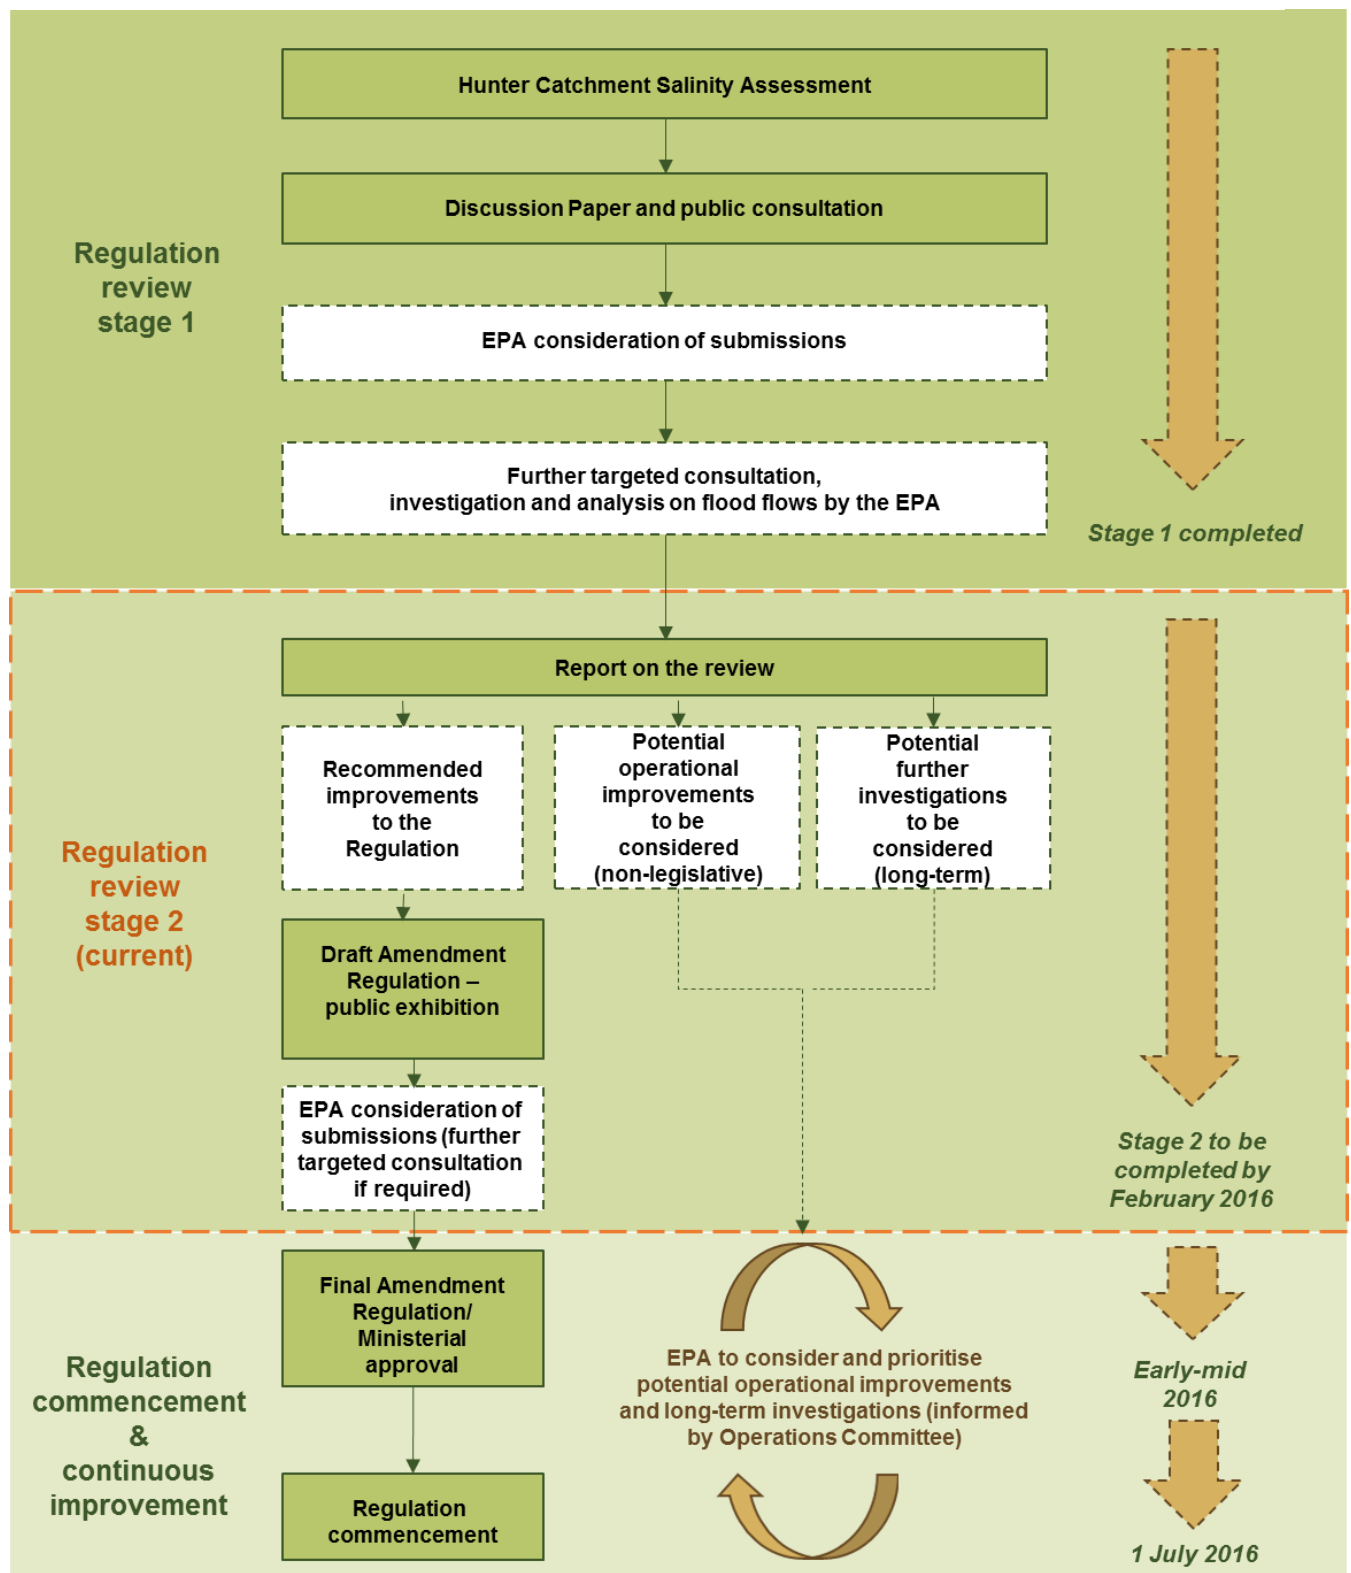 Hunter Catchment Salinity Assessment
Discussion Paper and public consultation
Regulation
review
stage 1
EPA consideration of submissions
Further targeted consultation,
investigation and analysis on flood flows by the EPA
Stage 1 completed
Report on the review
Recommended
improvements
to the
Regulation
Potential
operational
improvements
to be
considered
(non-legislative)
Potential
further
investigations
to be
considered
(long-term)
Regulation
review
stage 2
(current)
Draft Amendment
Regulation –
public exhibition
EPA consideration of
submissions (further
targeted consultation
if required)
Stage 2 to be
completed by
February 2016
Final Amendment
Regulation/
Ministerial
approval
Regulation
commencement
&
continuous
improvement
EPA to consider and prioritise
potential operational improvements
and long-term investigations (informed
by Operations Committee)
Early-mid
2016
Regulation
commencement
1 July 2016